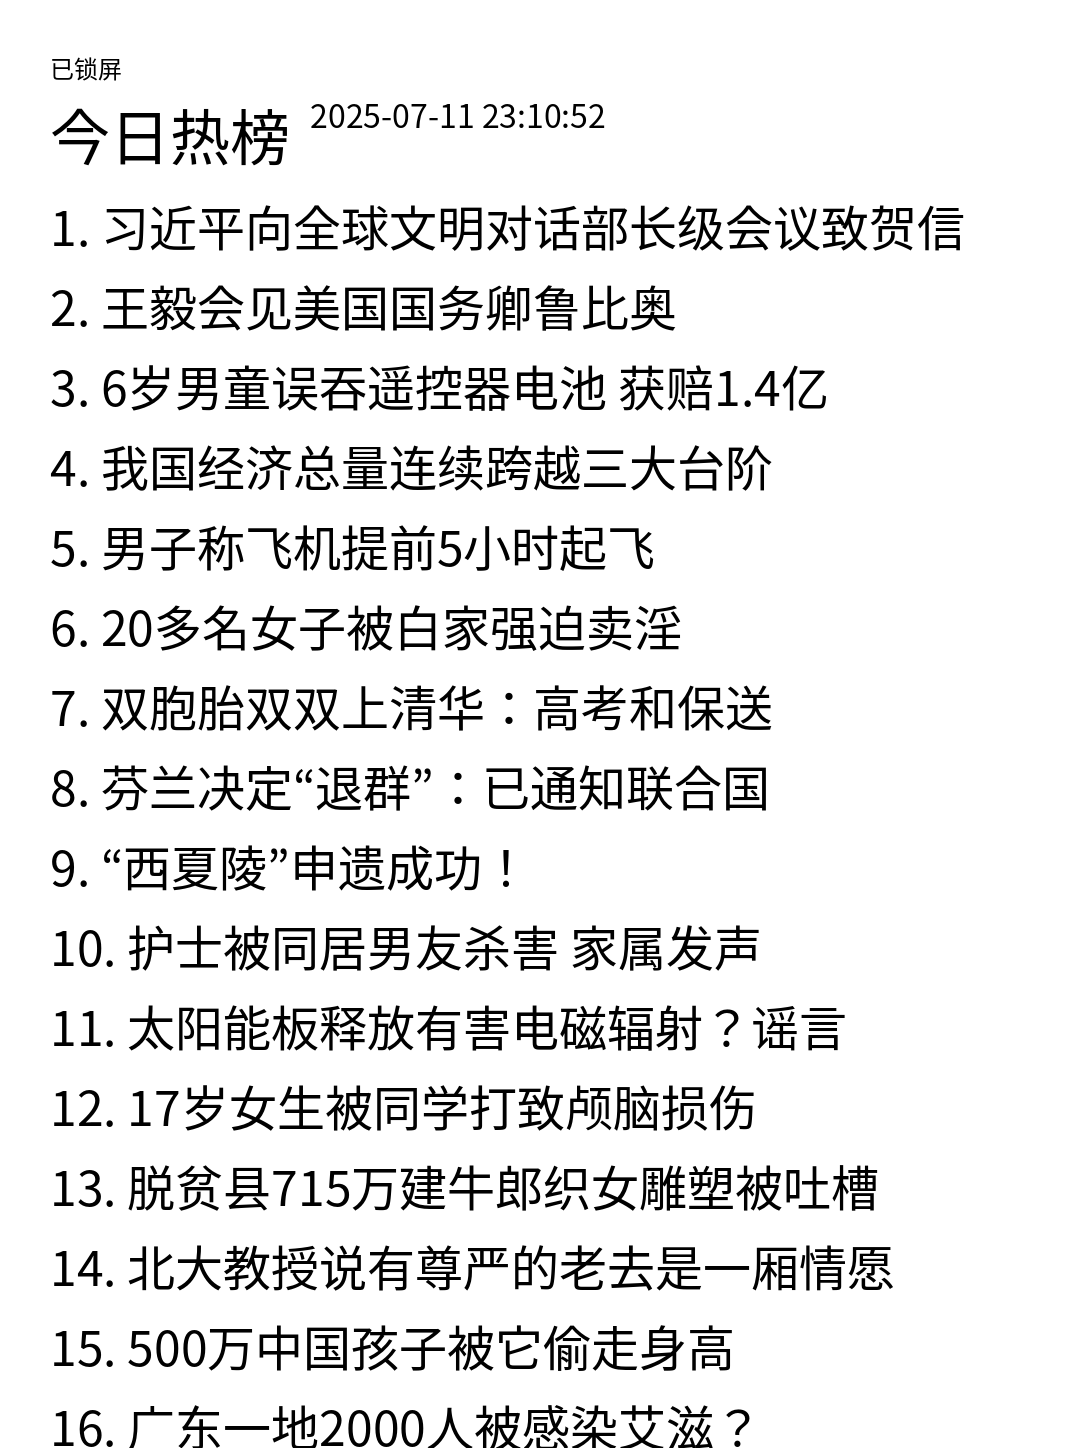 已锁屏
今日热榜 2025-07-11 23:10:52
1. 习近平向全球文明对话部长级会议致贺信
2. 王毅会见美国国务卿鲁比奥
3. 6岁男童误吞遥控器电池 获赔1.4亿
4. 我国经济总量连续跨越三大台阶
5. 男子称飞机提前5小时起飞
6. 20多名女子被白家强迫卖淫
7. 双胞胎双双上清华：高考和保送
8. 芬兰决定“退群”：已通知联合国
9. “西夏陵”申遗成功！
10. 护士被同居男友杀害 家属发声
11. 太阳能板释放有害电磁辐射？谣言
12. 17岁女生被同学打致颅脑损伤
13. 脱贫县715万建牛郎织女雕塑被吐槽
14. 北大教授说有尊严的老去是一厢情愿
15. 500万中国孩子被它偷走身高
16. 广东一地2000人被感染艾滋？